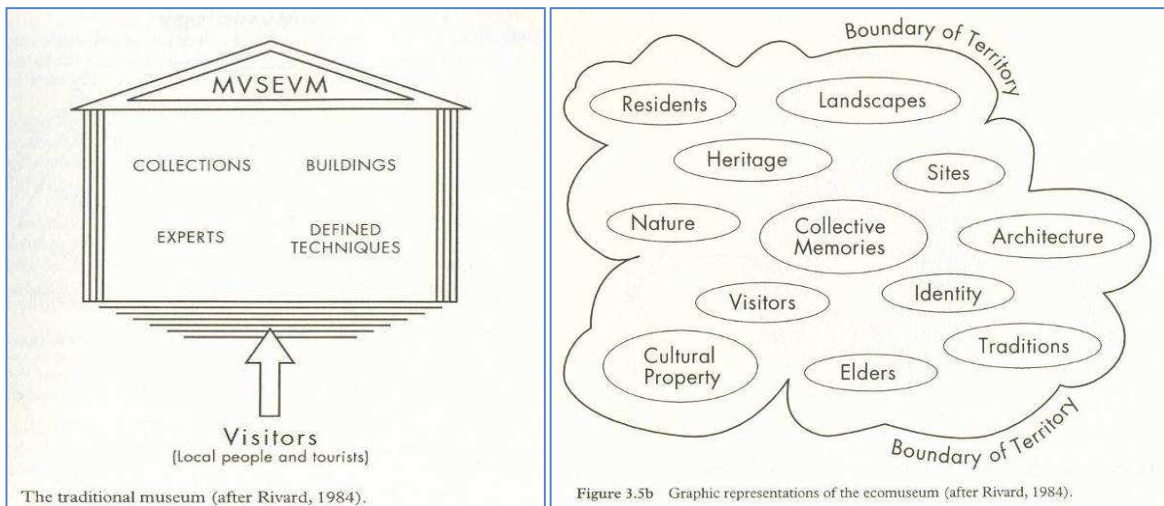 MVSEVM
COLLECTIONS
BUILDINGS
EXPERTS
DEFINED
TECHNIQUES
Visitors
(Local people and tourists)
The traditional museum (after Rivard, 1984).
Boundary of Territory
Residents
Landscapes
Heritage
Sites
Nature
Collective
Memories
Architecture
Visitors
Identity
Cultural
Property
Elders
Traditions
Boundary of Territory
Figure 3.5b Graphic representations of the ecomuseum (after Rivard, 1984).